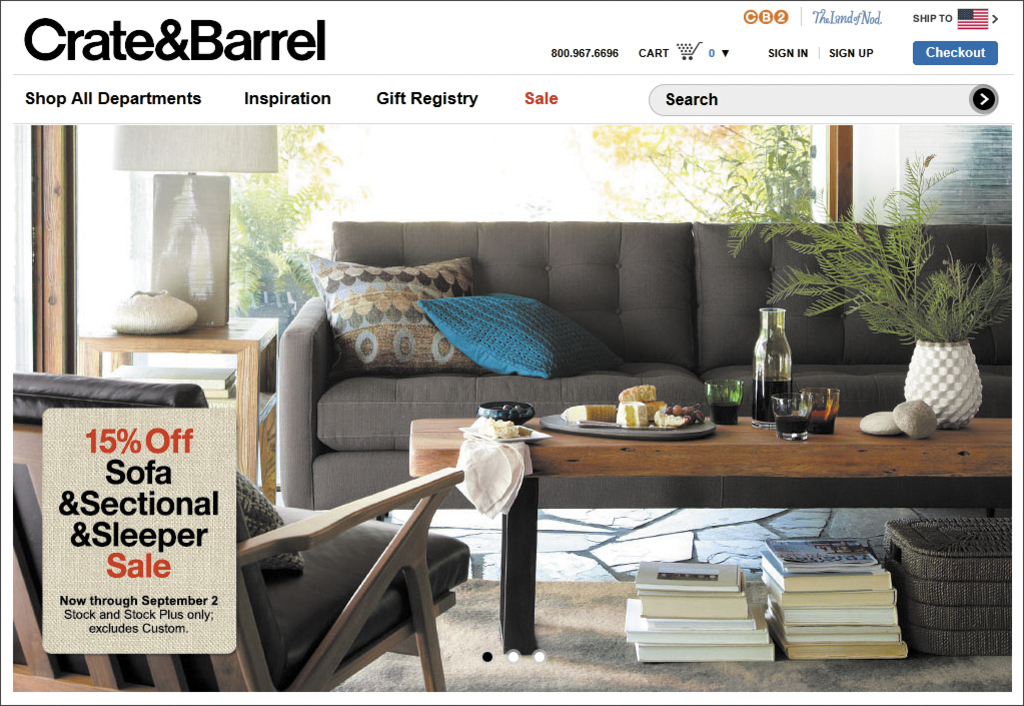 Crate&Barrel
CB2
The Land of Nod.
SHIP TO
800.967.6696
CART
0
SIGN IN
SIGN UP
Checkout
Shop All Departments
Inspiration
Gift Registry
Sale
Search
15% Off
Sofa
&Sectional
&Sleeper
Sale
Now through September 2
Stock and Stock Plus only;
excludes Custom.